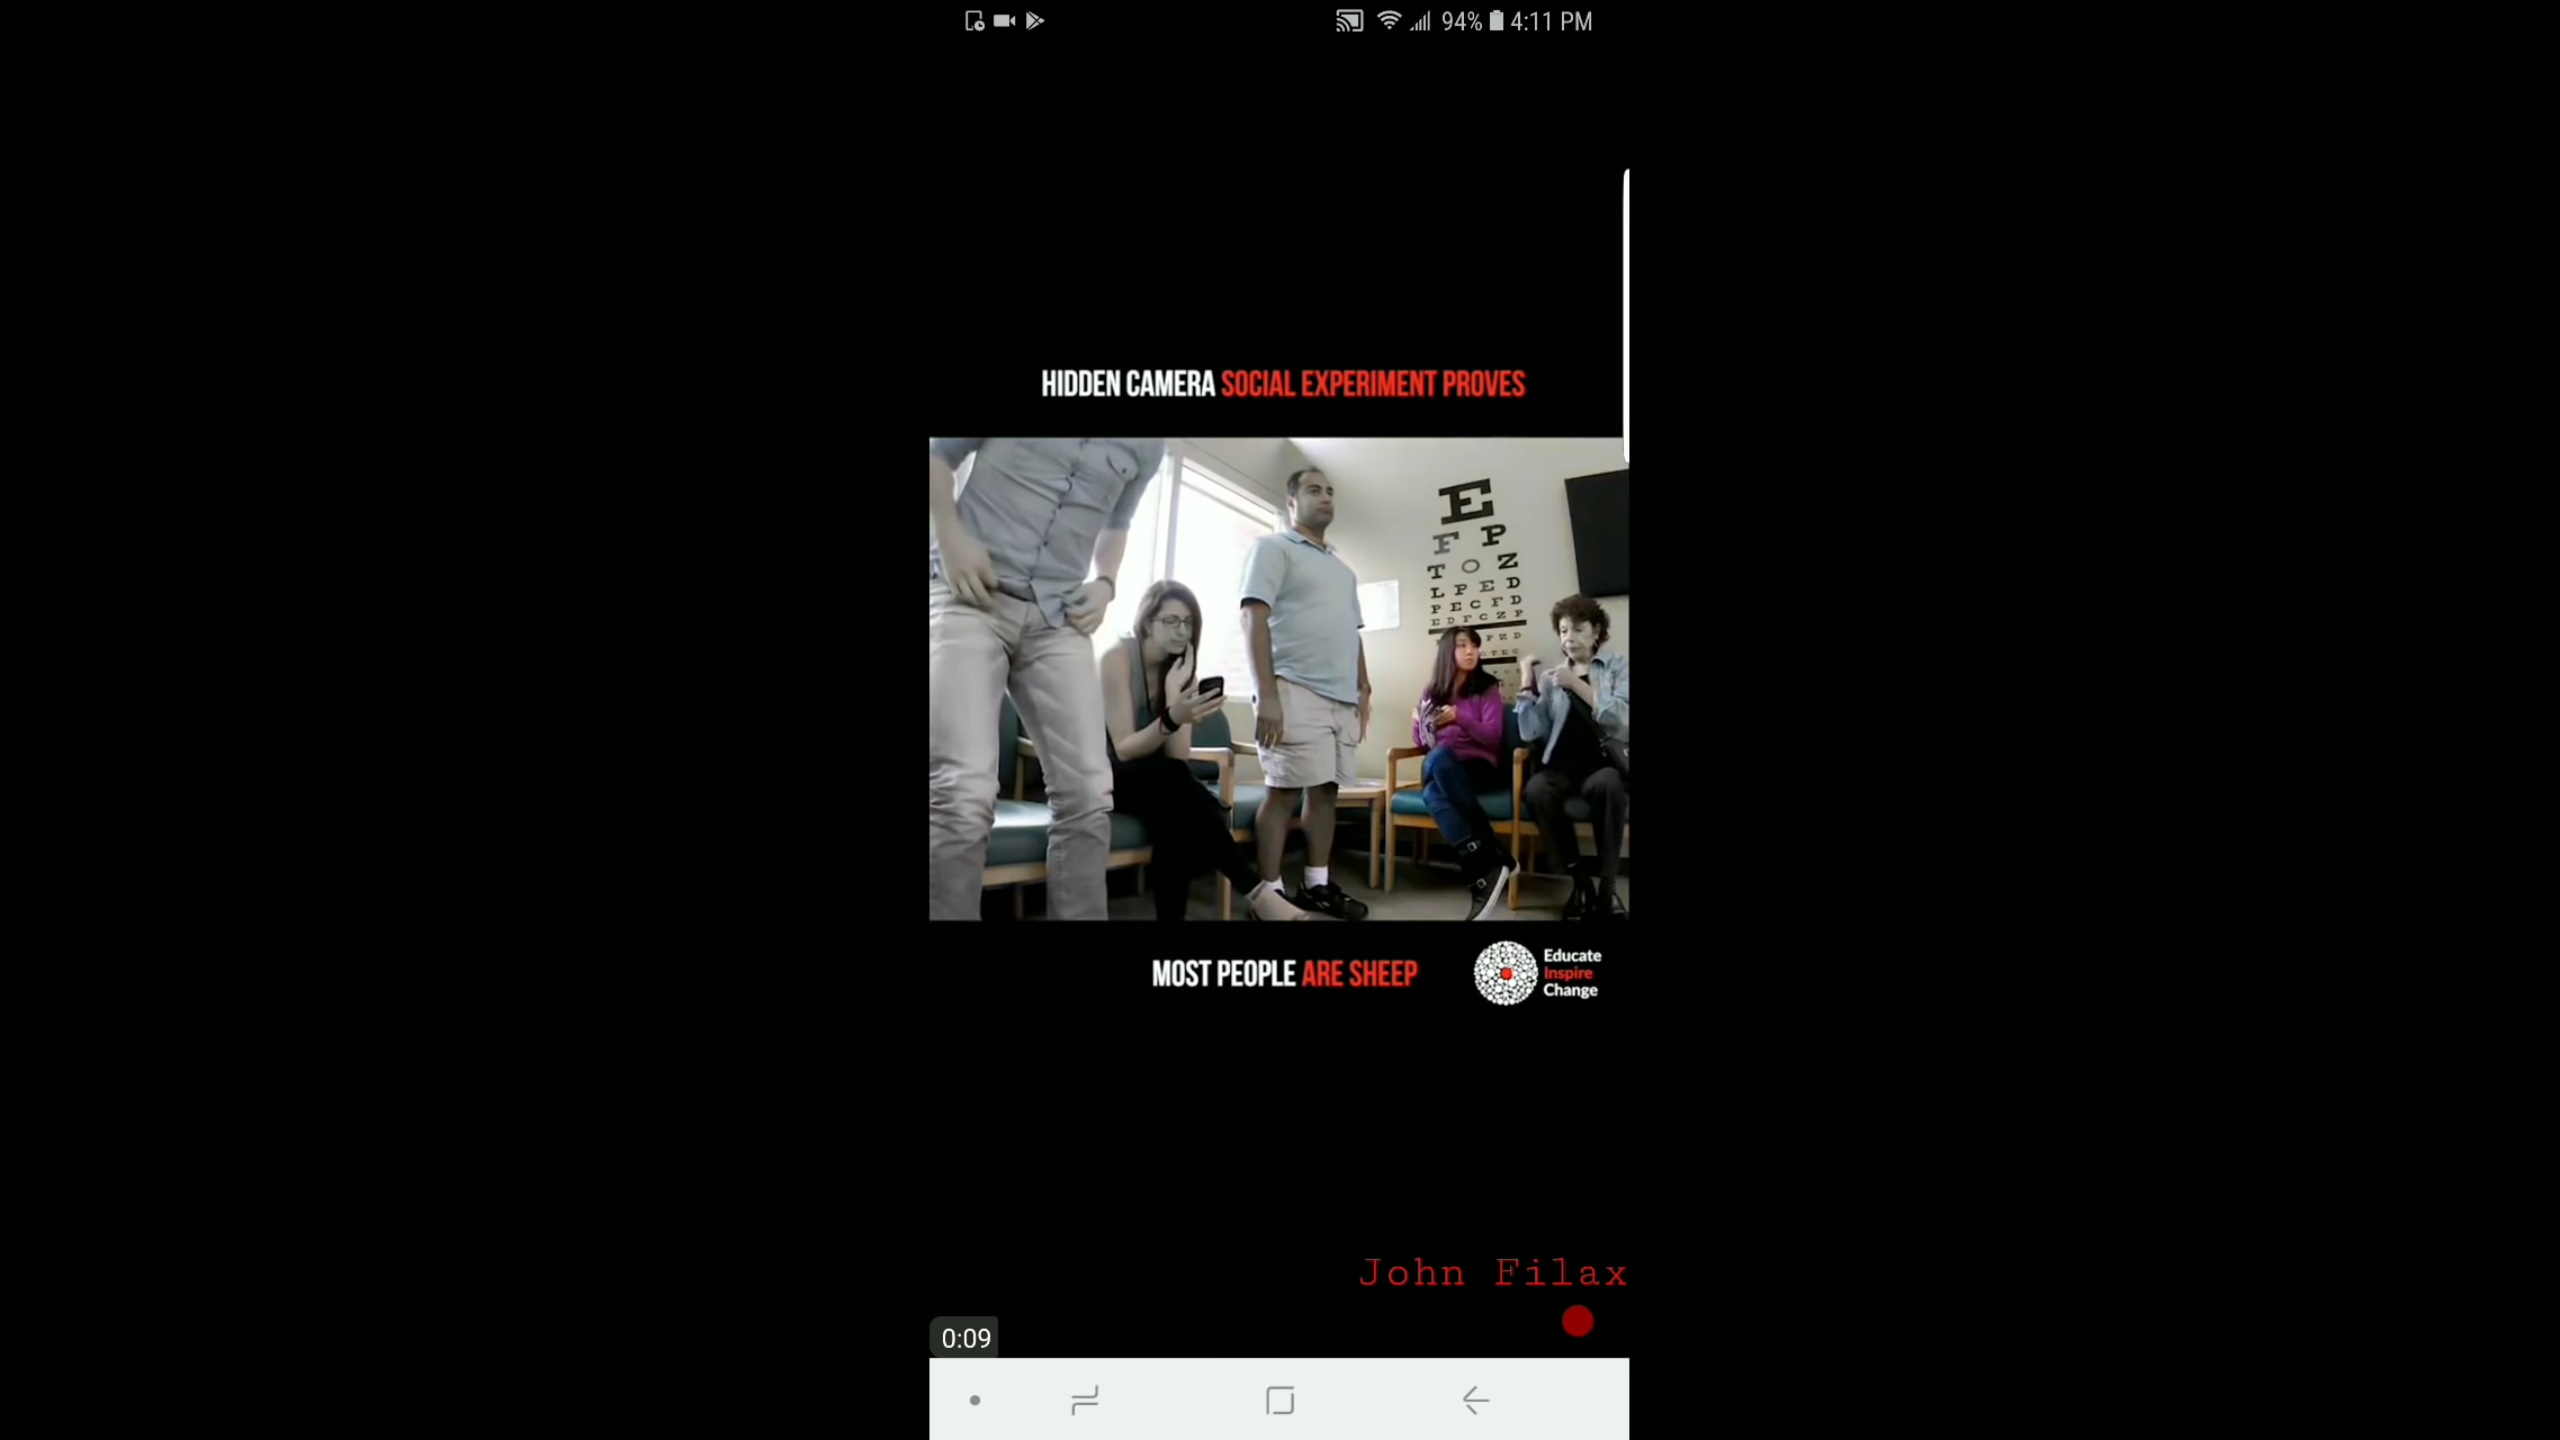 94% 4:11 PM
HIDDEN CAMERA SOCIAL EXPERIMENT PROVES
E
F P
T O Z
L P E D
P E C F D
E D F C Z P
MOST PEOPLE ARE SHEEP
Educate
Inspire
Change
John Filax
0:09